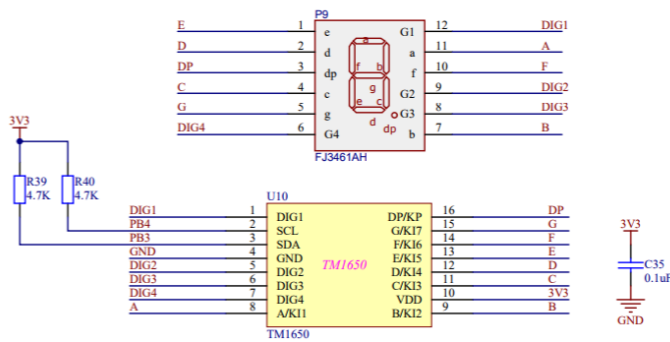 P9
E 1 e G1 12 DIG1
D 2 d a 11 A
DP 3 dp f 10 F
C 4 c G2 9 DIG2
G 5 g G3 8 DIG3
DIG4 6 G4 b 7 B
a
f b
g
e c
d dp
FJ3461AH
3V3
R39 R40
4.7K 4.7K
U10
DIG1 1 DIG1 DP/KP 16 DP
PB4 2 SCL G/KI7 15 G
PB3 3 SDA F/KI6 14 F
GND 4 GND E/KI5 13 E
DIG2 5 DIG2 D/KI4 12 D
DIG3 6 DIG3 C/KI3 11 C
DIG4 7 DIG4 VDD 10 3V3
A 8 A/KI1 B/KI2 9 B
TM1650
TM1650
3V3
C35
0.1uF
GND